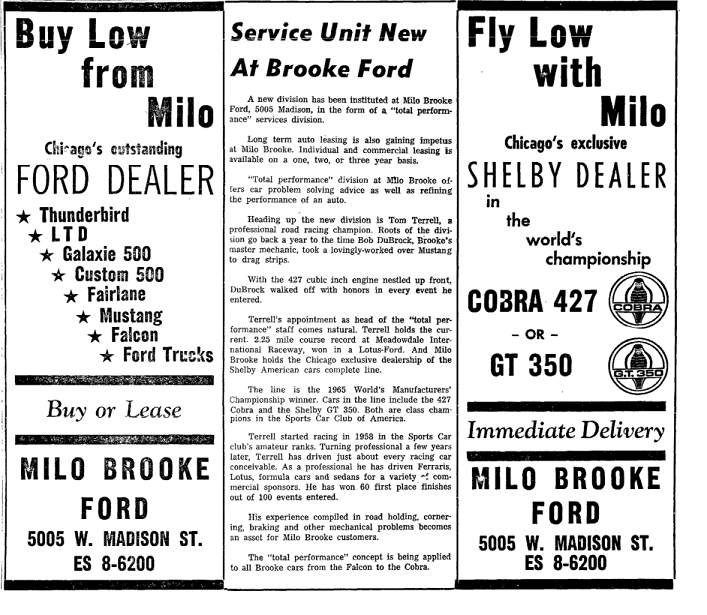 Buy Low
from
Milo
Chicago's outstanding
FORD DEALER
★ Thunderbird
★ LTD
★ Galaxie 500
★ Custom 500
★ Fairlane
★ Mustang
★ Falcon
★ Ford Trucks
Buy or Lease
MILO BROOKE
FORD
5005 W. MADISON ST.
ES 8-6200
Service Unit New
At Brooke Ford
A new division has been instituted at Milo Brooke
Ford, 5005 Madison, in the form of a "total perform-
ance" services division.
Long term auto leasing is also gaining impetus
at Milo Brooke. Individual and commercial leasing is
available on a one, two, or three year basis.
"Total performance" division at Milo Brooke of-
fers car problem solving advice as well as refining
the performance of an auto.
Heading up the new division is Tom Terrell, a
professional road racing champion. Roots of the divi-
sion go back a year to the time Bob DuBrock, Brooke's
master mechanic, took a lovingly-worked over Mustang
to drag strips.
With the 427 cubic inch engine nestled up front,
DuBrock walked off with honors in every event he
entered.
Terrell's appointment as head of the "total per-
formance" staff comes natural. Terrell holds the cur-
rent. 2.25 mile course record at Meadowdale Inter-
national Raceway, won in a Lotus-Ford. And Milo
Brooke holds the Chicago exclusive dealership of the
Shelby American cars complete line.
The line is the 1965 World's Manufacturers'
Championship winner. Cars in the line include the 427
Cobra and the Shelby GT 350. Both are class cham-
pions in the Sports Car Club of America.
Terrell started racing in 1958 in the Sports Car
club's amateur ranks. Turning professional a few years
later, Terrell has driven just about every racing car
conceivable. As a professional he has driven Ferraris,
Lotus, formula cars and sedans for a variety of com-
mercial sponsors. He has won 60 first place finishes
out of 100 events entered.
His experience compiled in road holding, corner-
ing, braking and other mechanical problems becomes
an asset for Milo Brooke customers.
The "total performance" concept is being applied
to all Brooke cars from the Falcon to the Cobra.
Fly Low
with
Milo
Chicago's exclusive
SHELBY DEALER
in
the
world's
championship
COBRA 427
COBRA
– OR –
GT 350
G.T. 350
Immediate Delivery
MILO BROOKE
FORD
5005 W. MADISON ST.
ES 8-6200